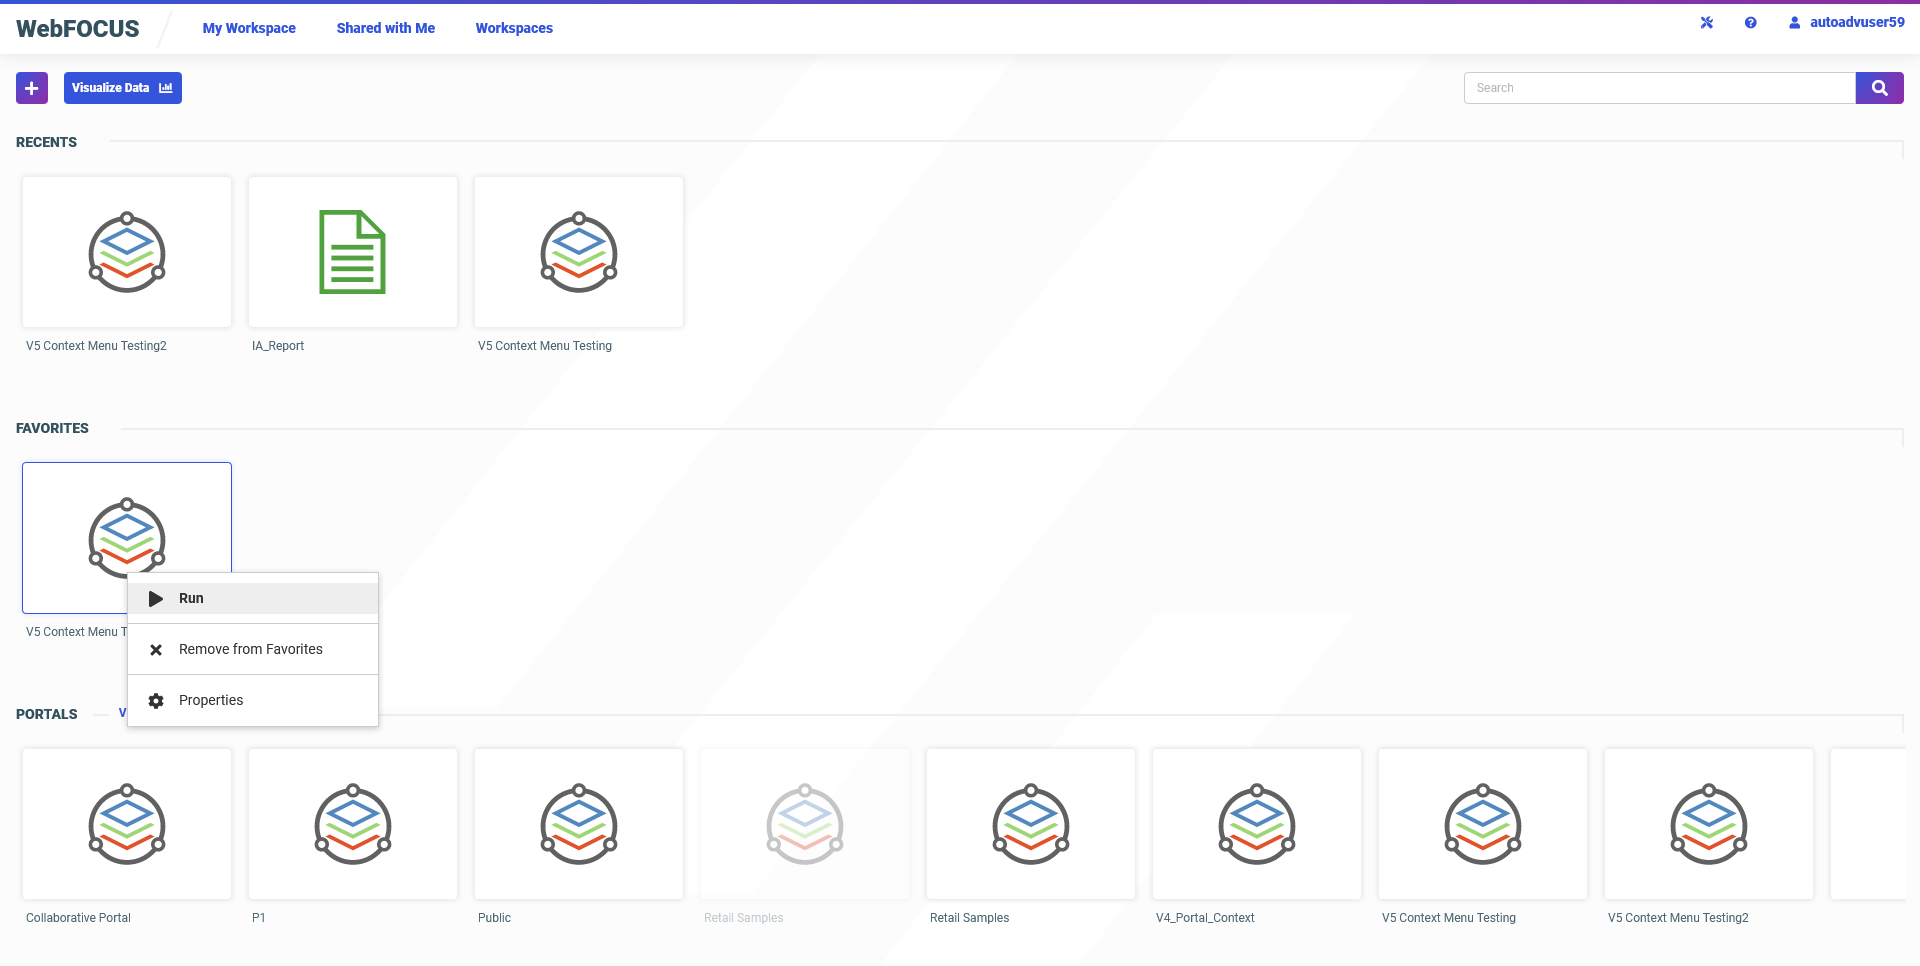 WebFOCUS
My Workspace
Shared with Me
Workspaces
autoadvuser59
Visualize Data
Search
RECENTS
V5 Context Menu Testing2
IA_Report
V5 Context Menu Testing
FAVORITES
V5 Context Menu
Run
Remove from Favorites
Properties
PORTALS
Collaborative Portal
P1
Public
Retail Samples
Retail Samples
V4_Portal_Context
V5 Context Menu Testing
V5 Context Menu Testing2